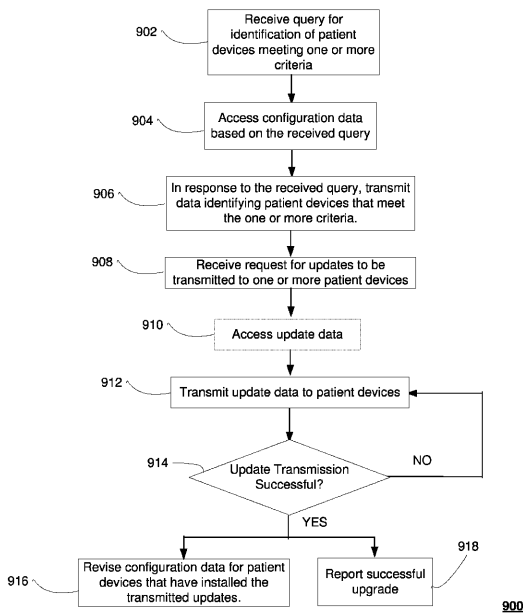 902
Receive query for
identification of patient
devices meeting one or more
criteria
904
Access configuration data
based on the received query
906
In response to the received query, transmit
data identifying patient devices that meet
the one or more criteria.
908
Receive request for updates to be
transmitted to one or more patient devices
910
Access update data
912
Transmit update data to patient devices
914
Update Transmission
Successful?
NO
YES
916
Revise configuration data for patient
devices that have installed the
transmitted updates.
Report successful
upgrade
918
900